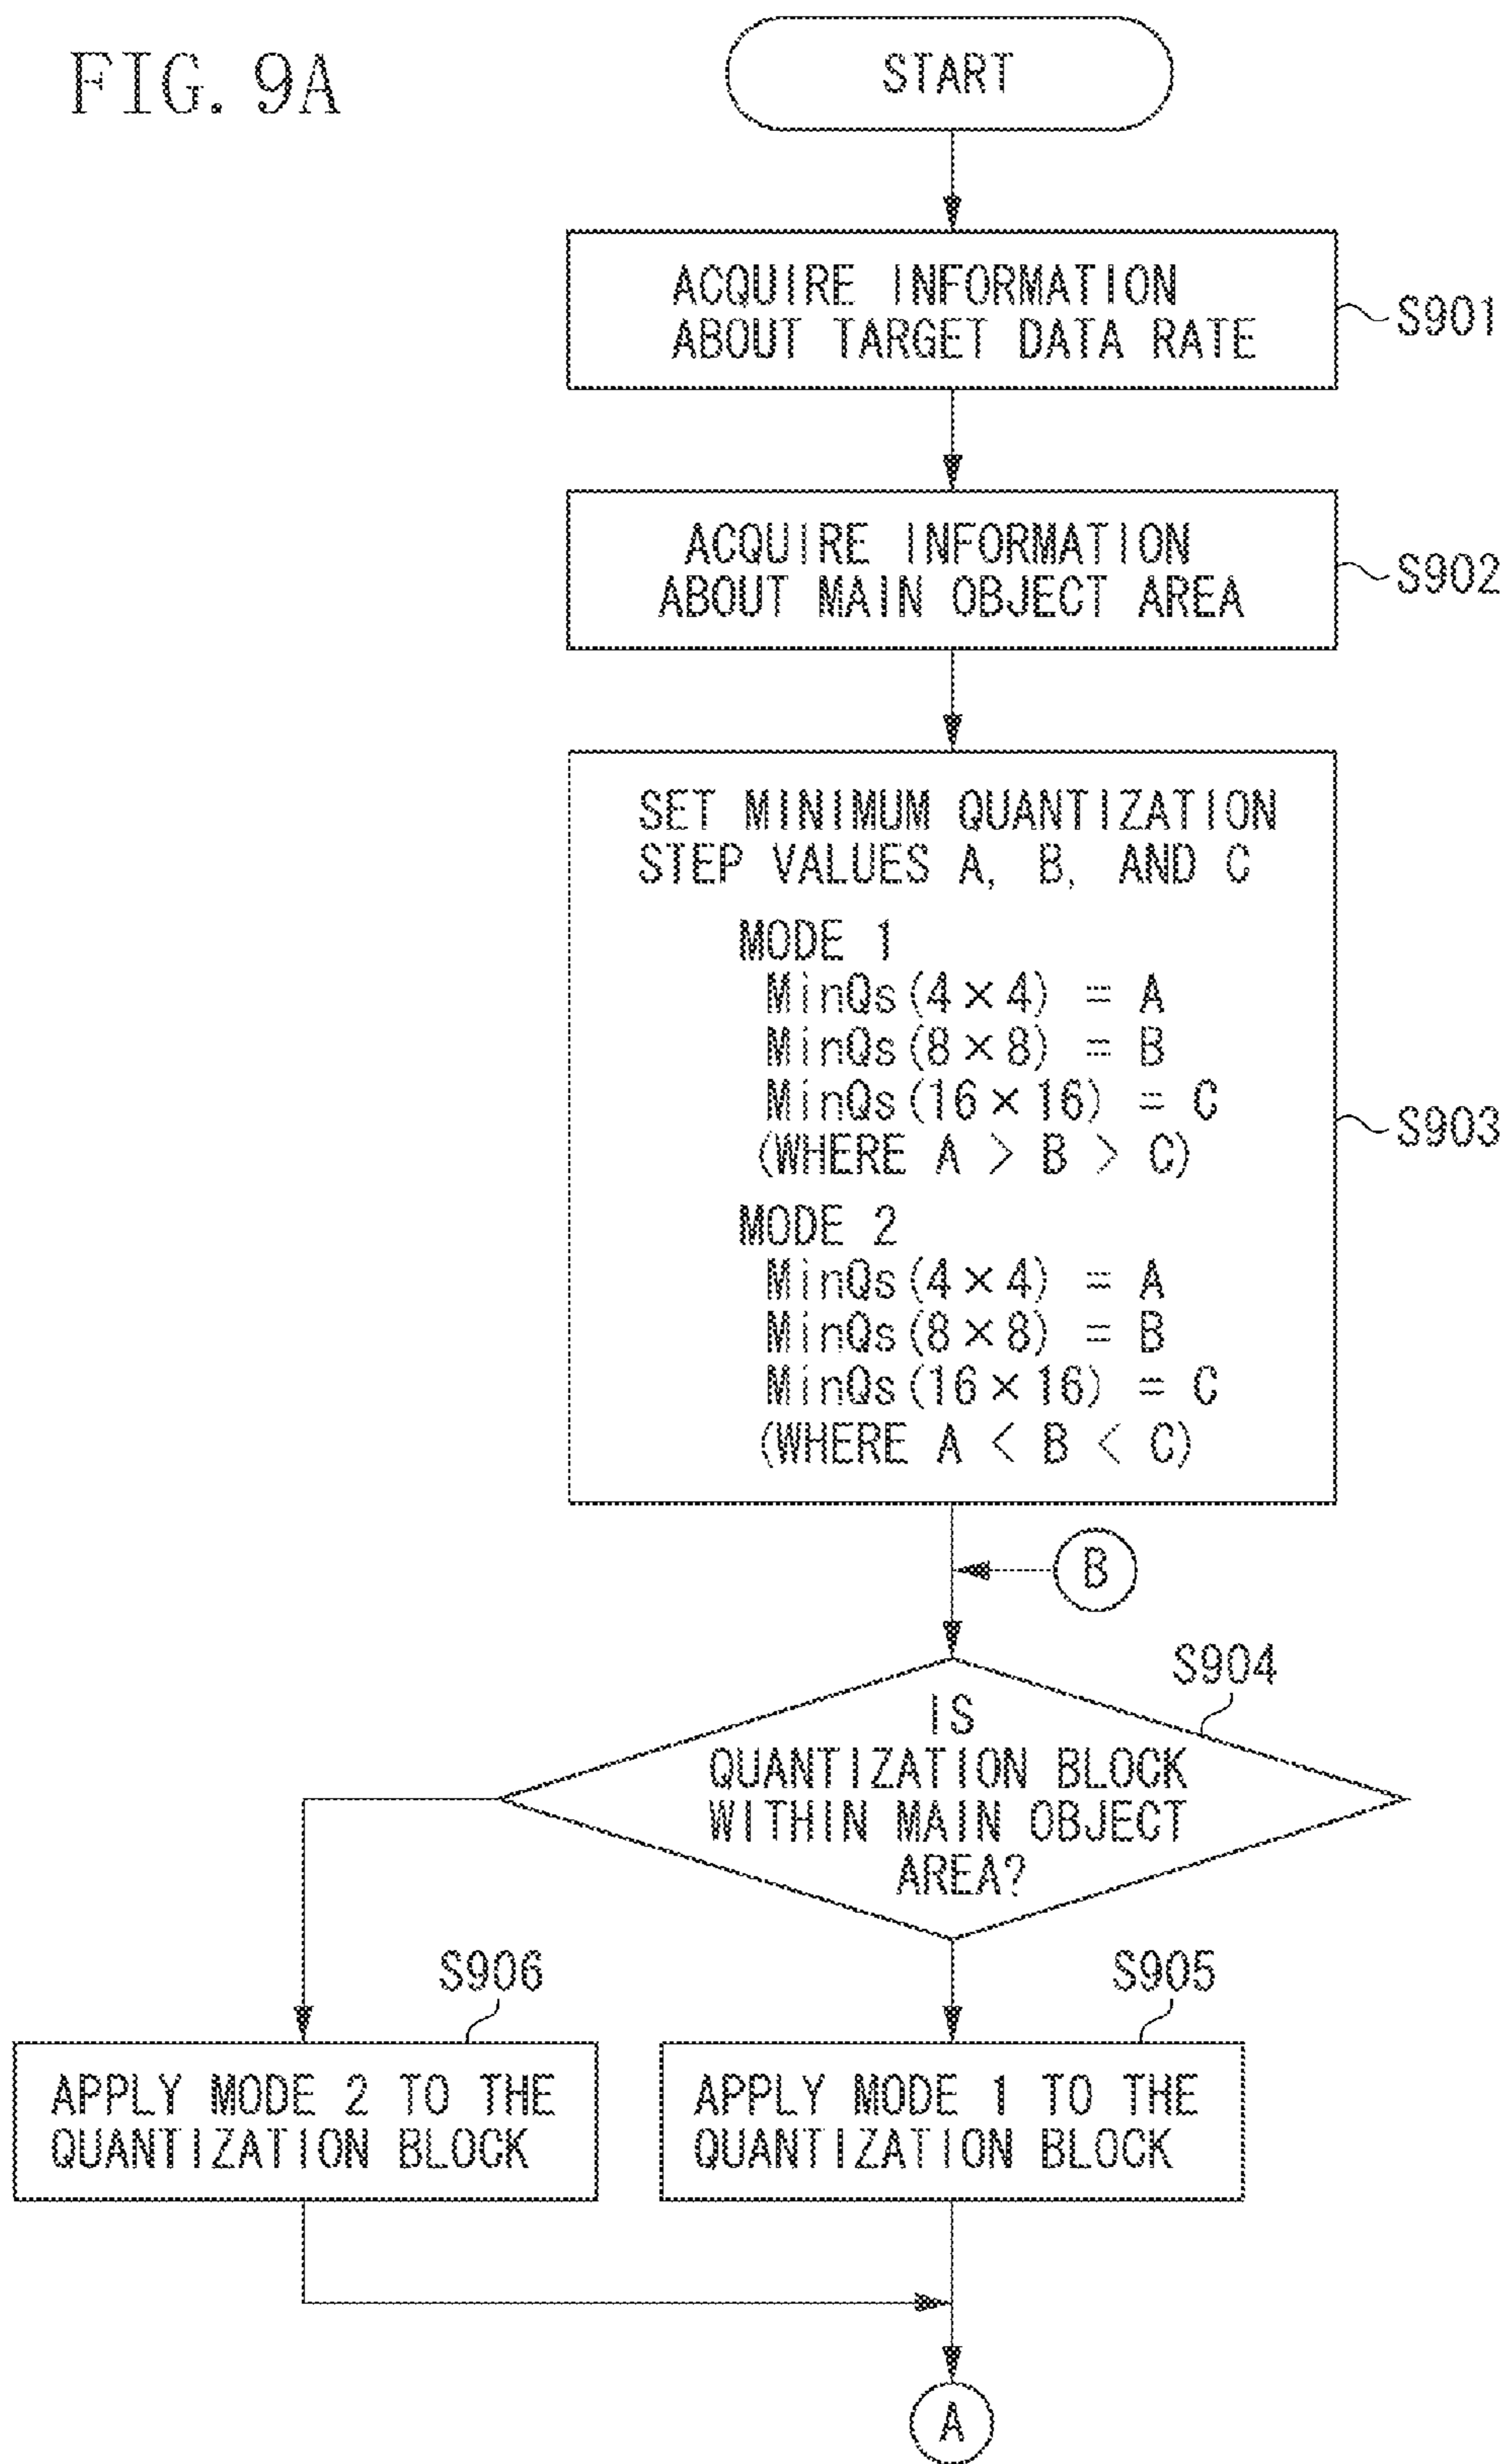 FIG. 9A
START
ACQUIRE INFORMATION
ABOUT TARGET DATA RATE
S901
ACQUIRE INFORMATION
ABOUT MAIN OBJECT AREA
S902
SET MINIMUM QUANTIZATION
STEP VALUES A, B, AND C
MODE 1
MinQs(4×4) = A
MinQs(8×8) = B
MinQs(16×16) = C
(WHERE A > B > C)
MODE 2
MinQs(4×4) = A
MinQs(8×8) = B
MinQs(16×16) = C
(WHERE A < B < C)
S903
B
S904
IS
QUANTIZATION BLOCK
WITHIN MAIN OBJECT
AREA?
S906
S905
APPLY MODE 2 TO THE
QUANTIZATION BLOCK
APPLY MODE 1 TO THE
QUANTIZATION BLOCK
A